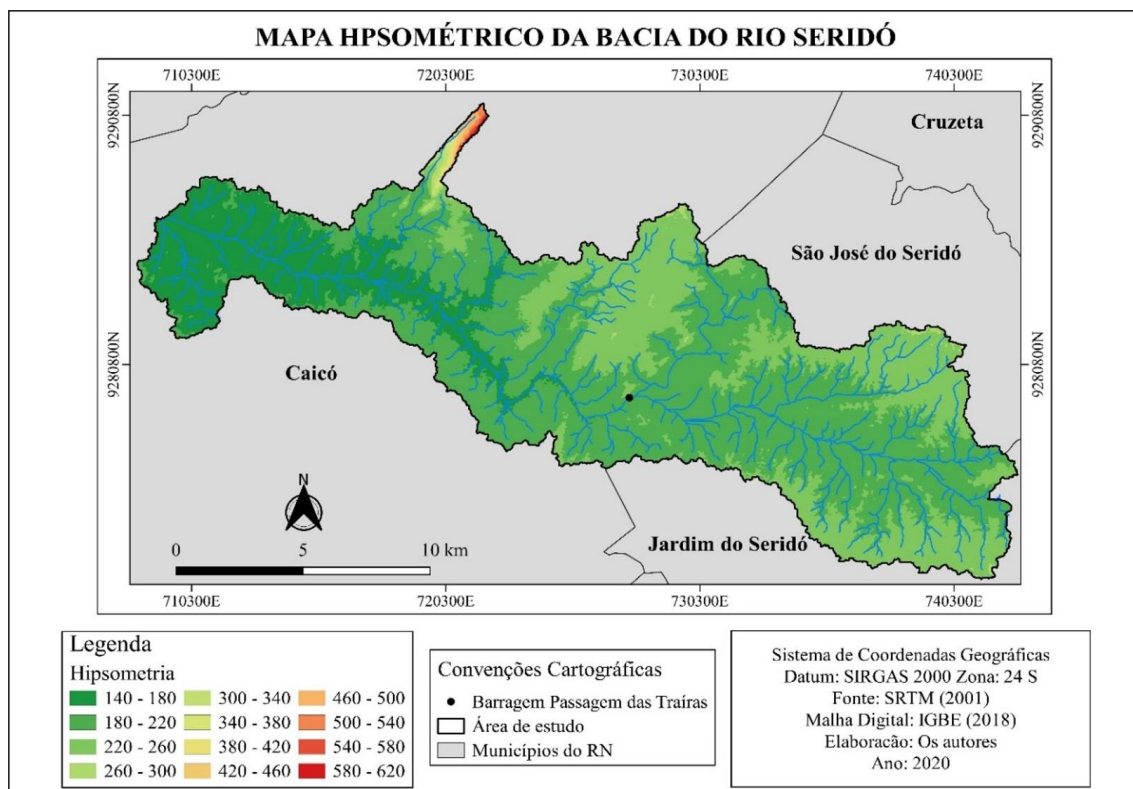 MAPA HPSOMÉTRICO DA BACIA DO RIO SERIDÓ
710300E 720300E 730300E 740300E
9290800N 9290800N
Cruzeta
São José do Seridó
9280800N 9280800N
Caicó
N
Jardim do Seridó
0 5 10 km
710300E 720300E 730300E 740300E
Legenda
Hipsometria
140 - 180 300 - 340 460 - 500
180 - 220 340 - 380 500 - 540
220 - 260 380 - 420 540 - 580
260 - 300 420 - 460 580 - 620
Convenções Cartográficas
Barragem Passagem das Traíras
Área de estudo
Municípios do RN
Sistema de Coordenadas Geográficas
Datum: SIRGAS 2000 Zona: 24 S
Fonte: SRTM (2001)
Malha Digital: IGBE (2018)
Elaboracão: Os autores
Ano: 2020